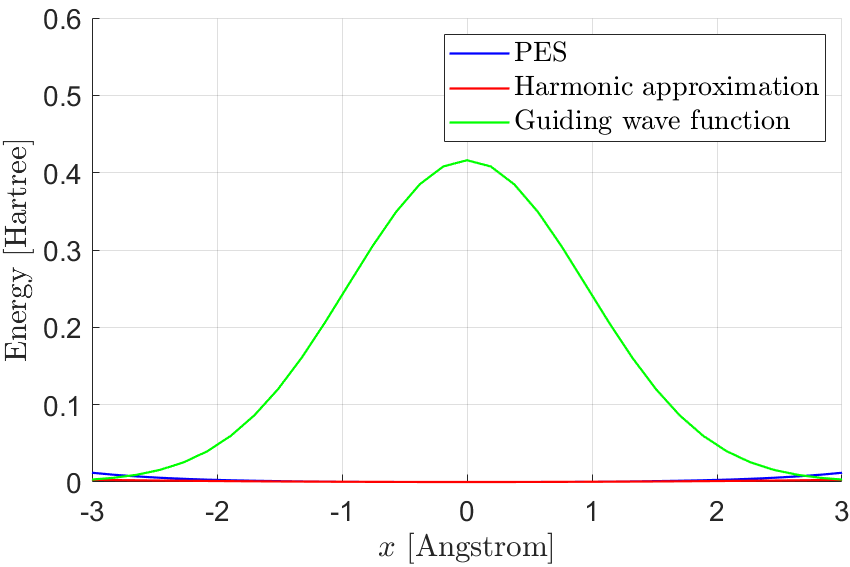 0.6
0.5
0.4
0.3
0.2
0.1
0
-3
-2
-1
0
1
2
3
Energy [Hartree]
x [Angstrom]
PES
Harmonic approximation
Guiding wave function